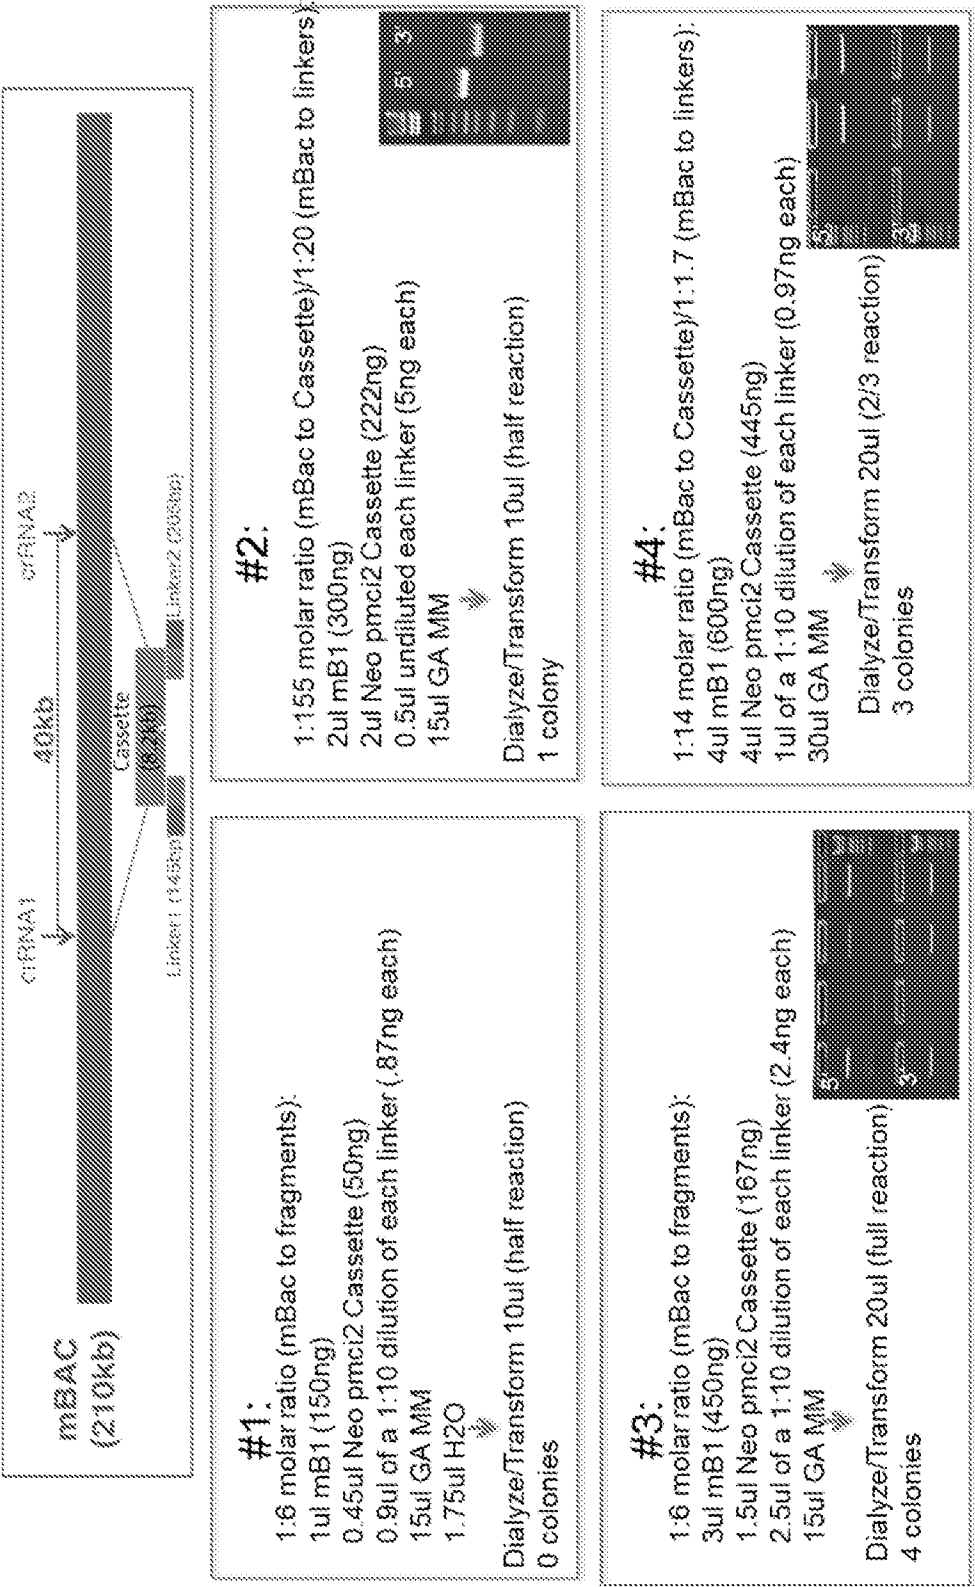 crRNA1
crRNA2
40kb
mBAC
(210kb)
Cassette
(8.2kb)
Linker1 (145bp)
Linker2 (208bp)
#1:
1:6 molar ratio (mBac to fragments):
1ul mB1 (150ng)
0.45ul Neo pmci2 Cassette (50ng)
0.9ul of a 1:10 dilution of each linker (.87ng each)
15ul GA MM
1.75ul H2O
Dialyze/Transform 10ul (half reaction)
0 colonies
#2:
1:155 molar ratio (mBac to Cassette)/1:20 (mBac to linkers):
2ul mB1 (300ng)
2ul Neo pmci2 Cassette (222ng)
0.5ul undiluted each linker (5ng each)
15ul GA MM
Dialyze/Transform 10ul (half reaction)
1 colony
5 3
#3:
1:6 molar ratio (mBac to fragments):
3ul mB1 (450ng)
1.5ul Neo pmci2 Cassette (167ng)
2.5ul of a 1:10 dilution of each linker (2.4ng each)
15ul GA MM
Dialyze/Transform 20ul (full reaction)
4 colonies
5
3
#4:
1:14 molar ratio (mBac to Cassette)/1:1.7 (mBac to linkers):
4ul mB1 (600ng)
4ul Neo pmci2 Cassette (445ng)
1ul of a 1:10 dilution of each linker (0.97ng each)
30ul GA MM
Dialyze/Transform 20ul (2/3 reaction)
3 colonies
5
3